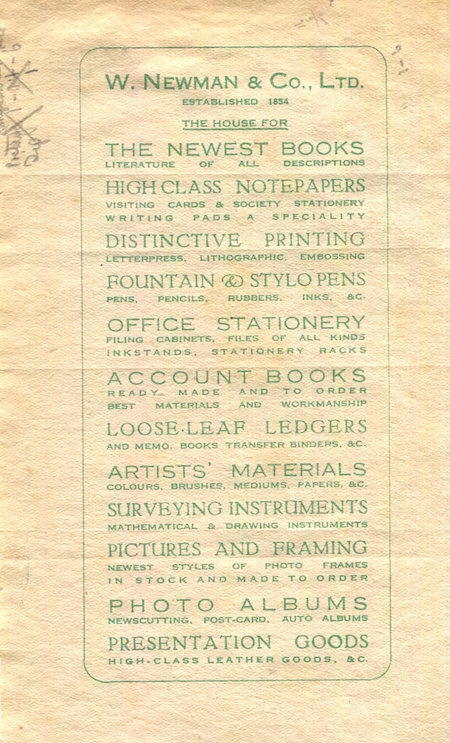 W. NEWMAN & CO., LTD.
ESTABLISHED 1854
THE HOUSE FOR
THE NEWEST BOOKS
LITERATURE OF ALL DESCRIPTIONS
HIGH CLASS NOTEPAPERS
VISITING CARDS & SOCIETY STATIONERY
WRITING PADS A SPECIALITY
DISTINCTIVE PRINTING
LETTERPRESS, LITHOGRAPHIC, EMBOSSING
FOUNTAIN & STYLO PENS
PENS, PENCILS, RUBBERS, INKS, &C.
OFFICE STATIONERY
FILING CABINETS, FILES OF ALL KINDS
INKSTANDS, STATIONERY RACKS
ACCOUNT BOOKS
READY MADE AND TO ORDER
BEST MATERIALS AND WORKMANSHIP
LOOSE-LEAF LEDGERS
AND MEMO, BOOKS TRANSFER BINDERS, &C.
ARTISTS' MATERIALS
COLOURS, BRUSHES, MEDIUMS, PAPERS, &C.
SURVEYING INSTRUMENTS
MATHEMATICAL & DRAWING INSTRUMENTS
PICTURES AND FRAMING
NEWEST STYLES OF PHOTO FRAMES
IN STOCK AND MADE TO ORDER
PHOTO ALBUMS
NEWSCUTTING, POST-CARD, AUTO ALBUMS
PRESENTATION GOODS
HIGH-CLASS LEATHER GOODS, &C.